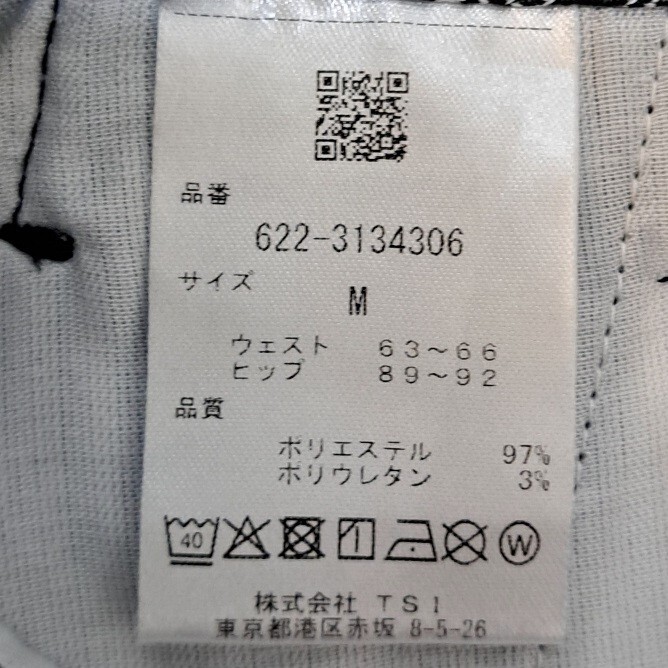 品番
622-3134306
サイズ
M
ウェスト 63~66
ヒップ 89~92
品質
ポリエステル 97%
ポリウレタン 3%
40 W
株式会社 TSI
東京都港区赤坂 8-5-26